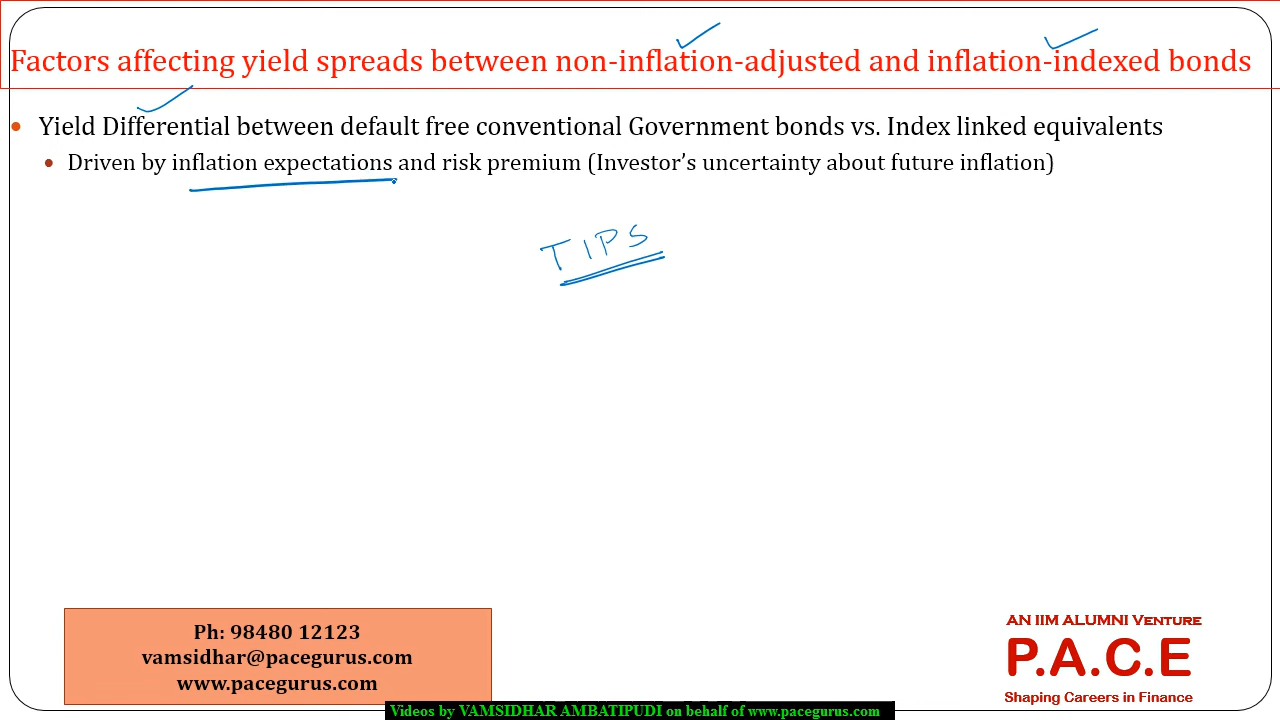 Factors affecting yield spreads between non-inflation-adjusted and inflation-indexed bonds
Yield Differential between default free conventional Government bonds vs. Index linked equivalents
Driven by inflation expectations and risk premium (Investor's uncertainty about future inflation)
TIPS
Ph: 98480 12123
vamsidhar@pacegurus.com
www.pacegurus.com
AN IIM ALUMNI VENTURE
P.A.C.E
Shaping Careers in Finance
Videos by VAMSIDHAR AMBATIPUDI on behalf of www.pacegurus.com